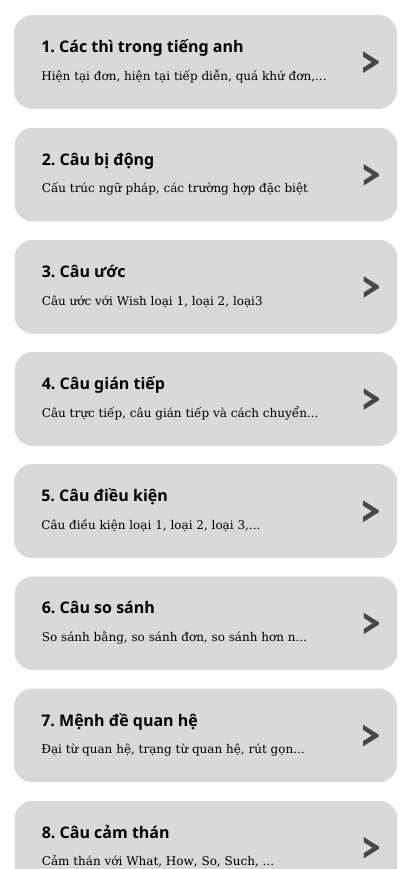 1. Các thì trong tiếng anh
Hiện tại đơn, hiện tại tiếp diễn, quá khứ đơn,...
2. Câu bị động
Cấu trúc ngữ pháp, các trường hợp đặc biệt
3. Câu ước
Câu ước với Wish loại 1, loại 2, loại3
4. Câu gián tiếp
Câu trực tiếp, câu gián tiếp và cách chuyển...
5. Câu điều kiện
Câu điều kiện loại 1, loại 2, loại 3,...
6. Câu so sánh
So sánh bằng, so sánh đơn, so sánh hơn n...
7. Mệnh đề quan hệ
Đại từ quan hệ, trạng từ quan hệ, rút gọn...
8. Câu cảm thán
Cảm thán với What, How, So, Such, ...